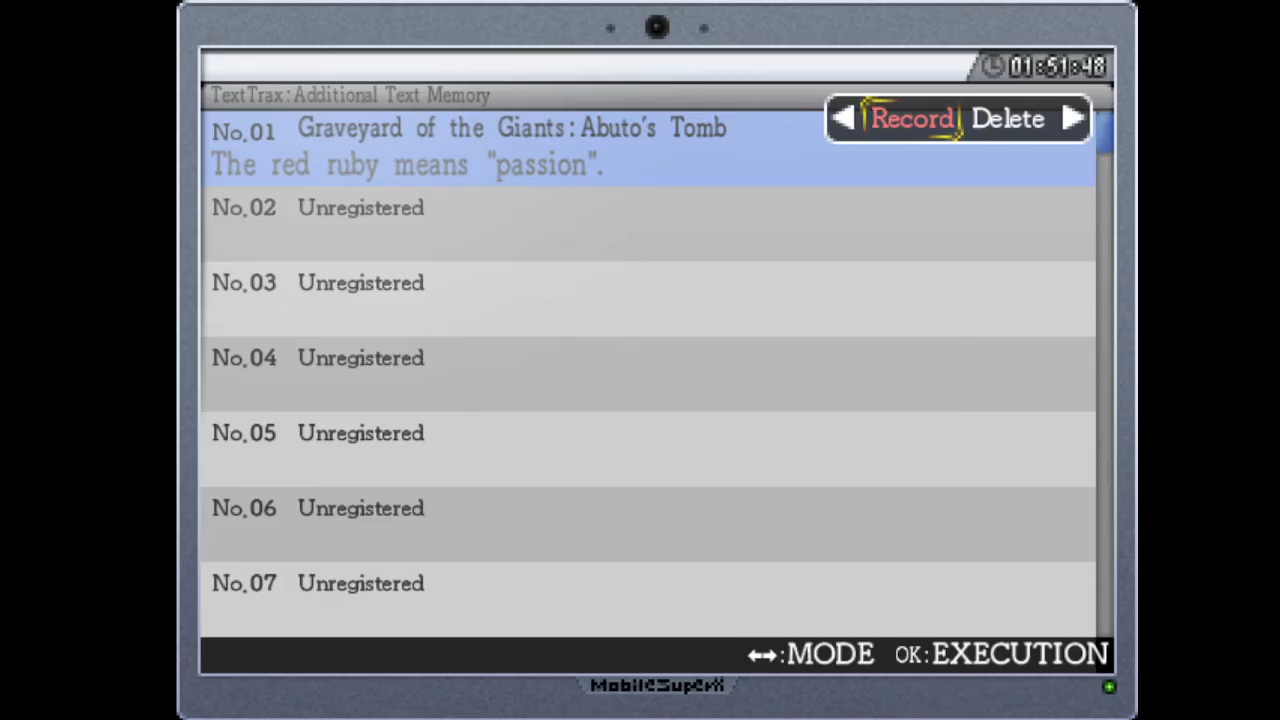 01:51:48
TextTrax:Additional Text Memory
Record Delete
No.01 Graveyard of the Giants:Abuto's Tomb
The red ruby means "passion".
No.02 Unregistered
No.03 Unregistered
No.04 Unregistered
No.05 Unregistered
No.06 Unregistered
No.07 Unregistered
↔:MODE OK:EXECUTION
MobileSuperX